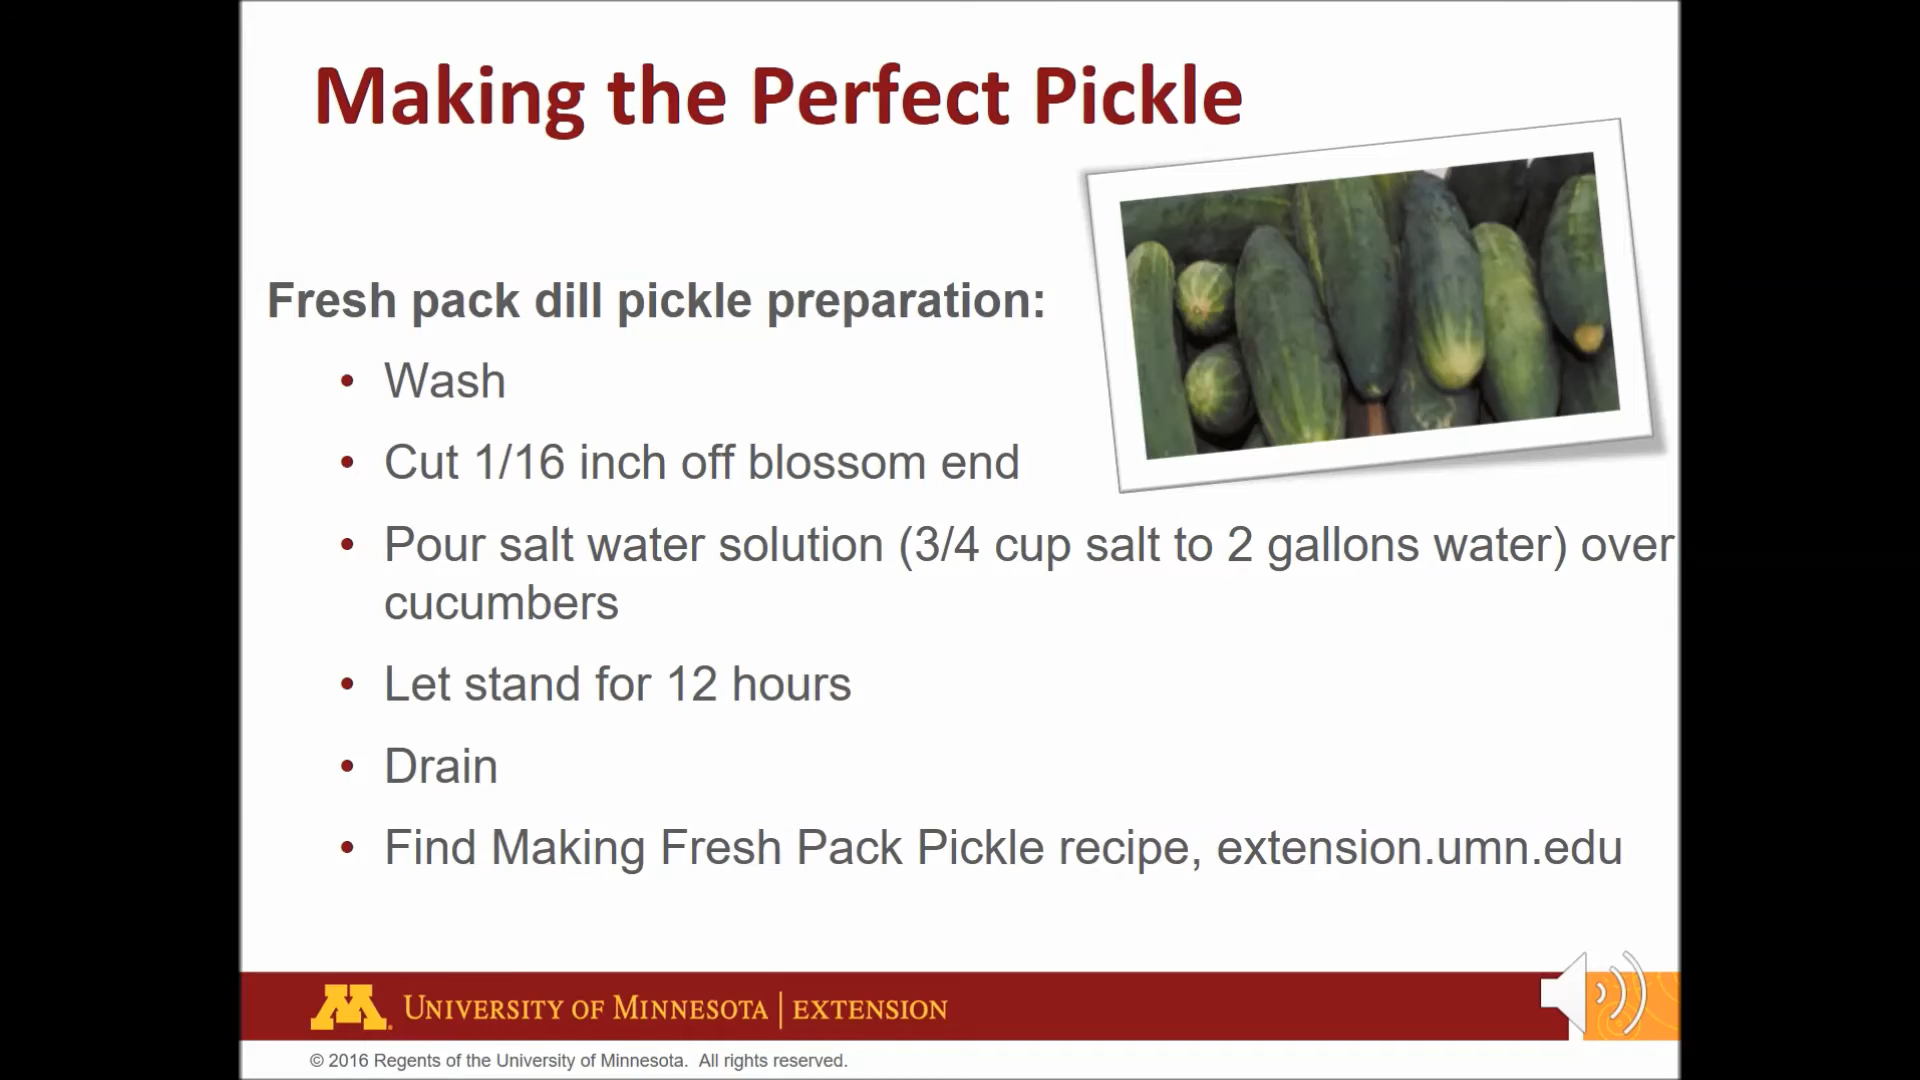 Making the Perfect Pickle
Fresh pack dill pickle preparation:
• Wash
• Cut 1/16 inch off blossom end
• Pour salt water solution (3/4 cup salt to 2 gallons water) over
cucumbers
• Let stand for 12 hours
• Drain
• Find Making Fresh Pack Pickle recipe, extension.umn.edu
M UNIVERSITY OF MINNESOTA | EXTENSION
© 2016 Regents of the University of Minnesota. All rights reserved.